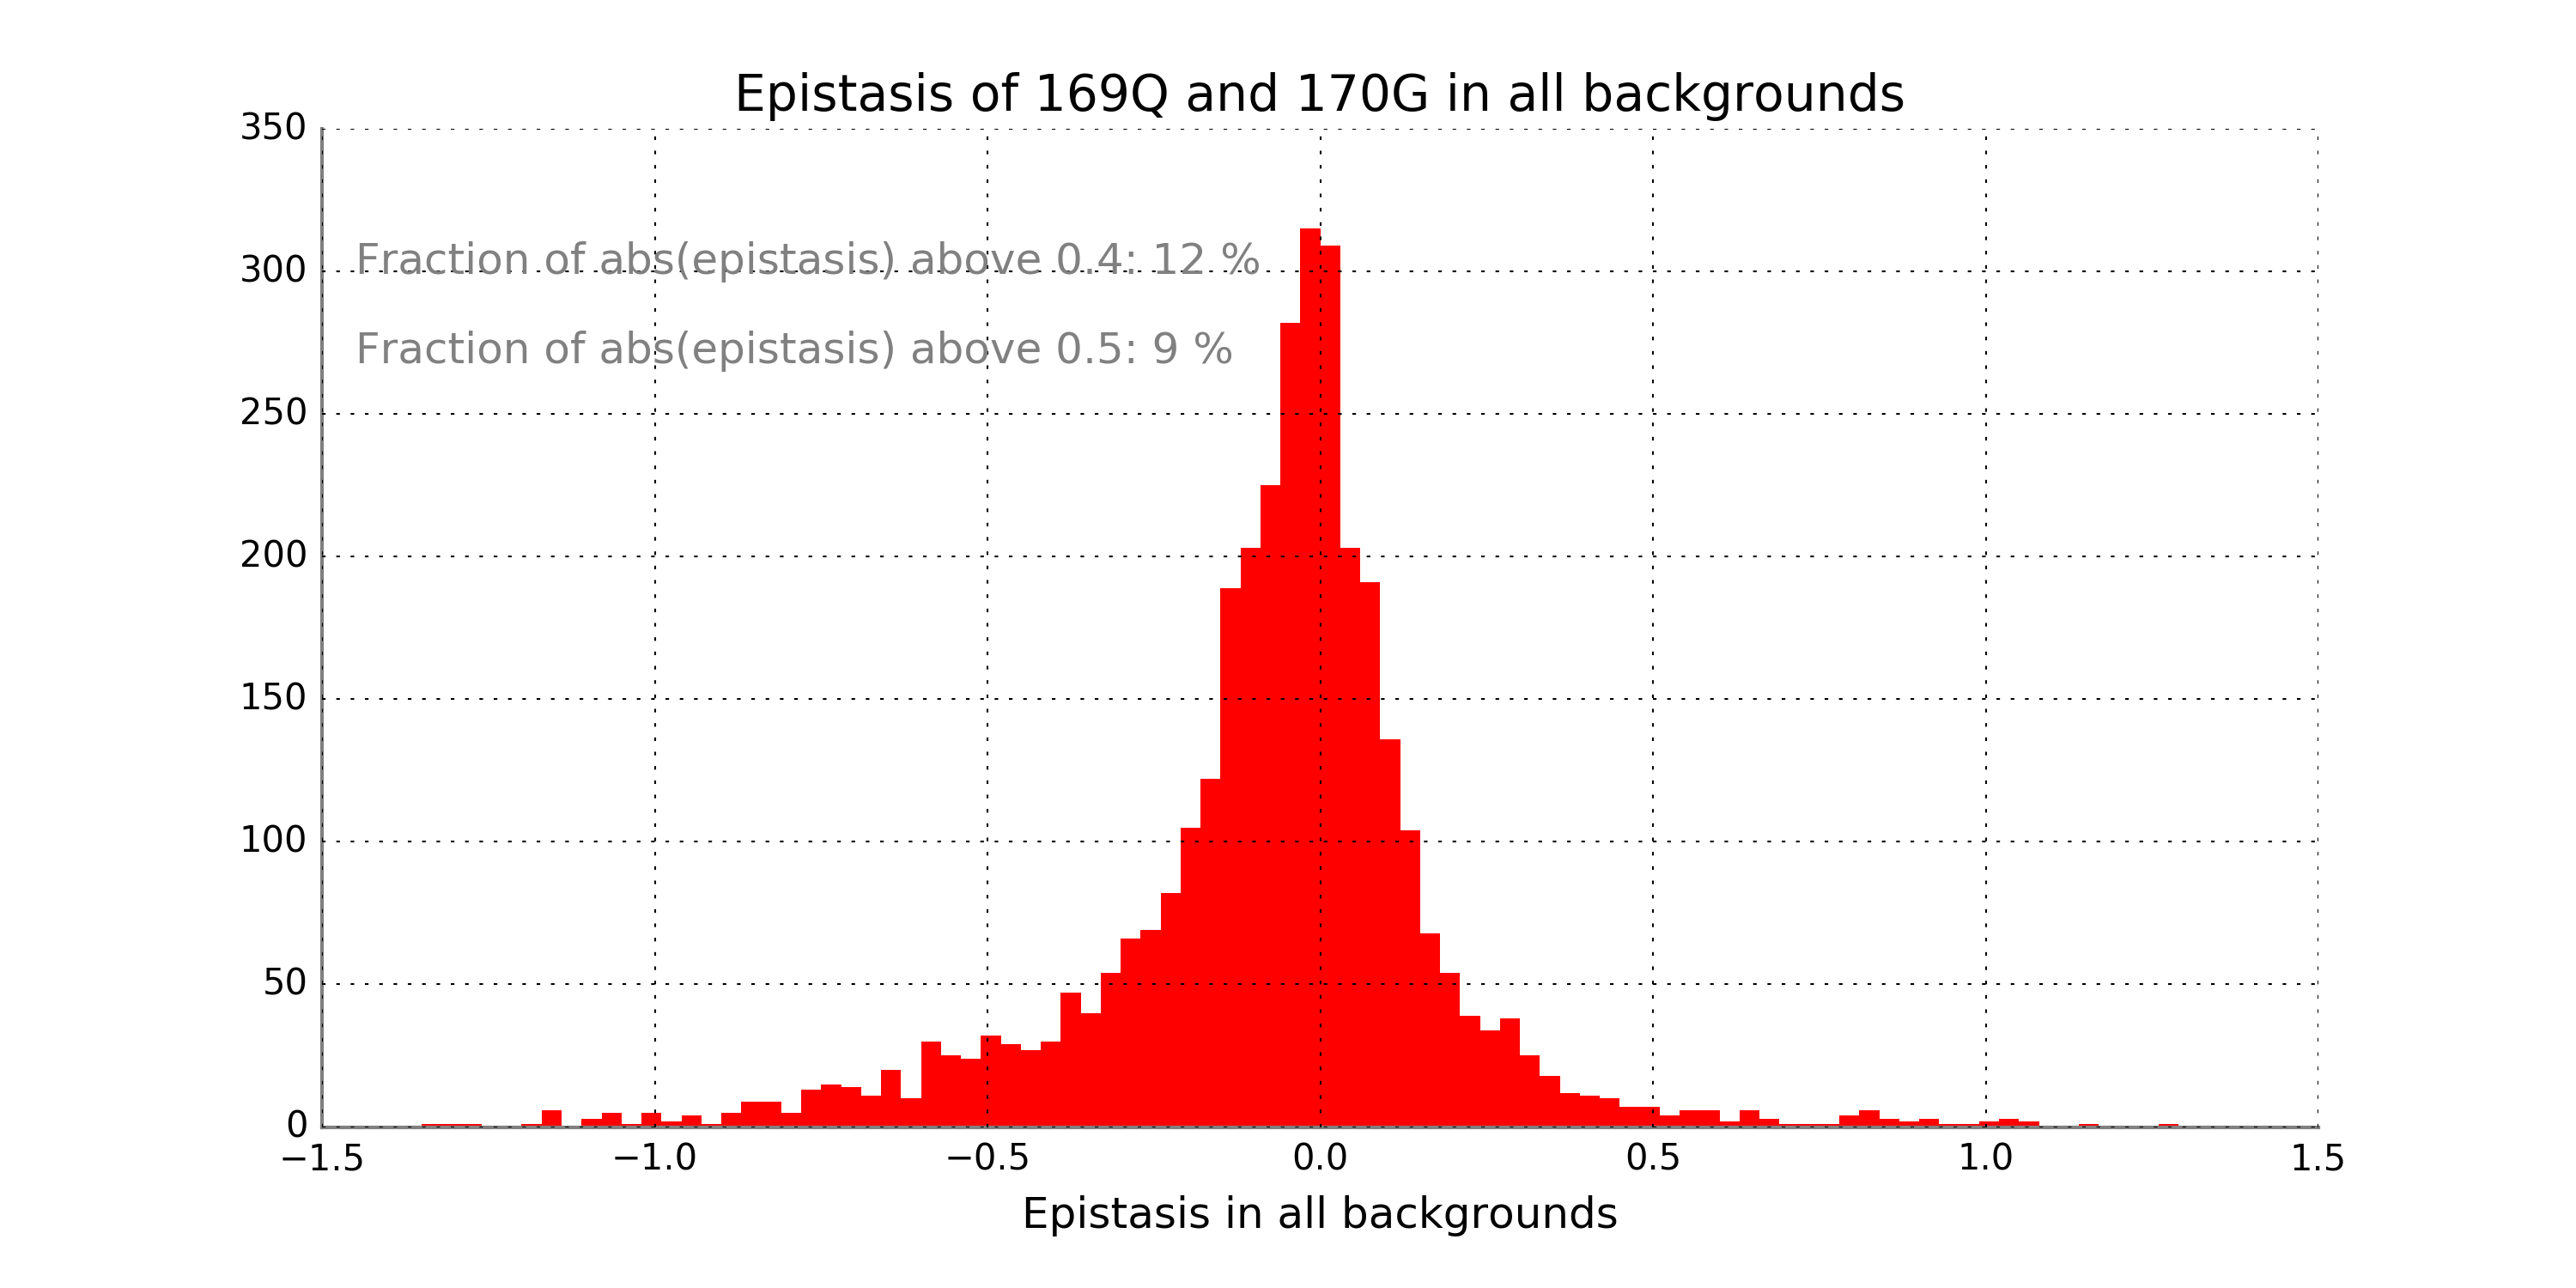 Epistasis of 169Q and 170G in all backgrounds
350
300
250
200
150
100
50
0
Fraction of abs(epistasis) above 0.4: 12 %
Fraction of abs(epistasis) above 0.5: 9 %
−1.5 −1.0 −0.5 0.0 0.5 1.0 1.5
Epistasis in all backgrounds